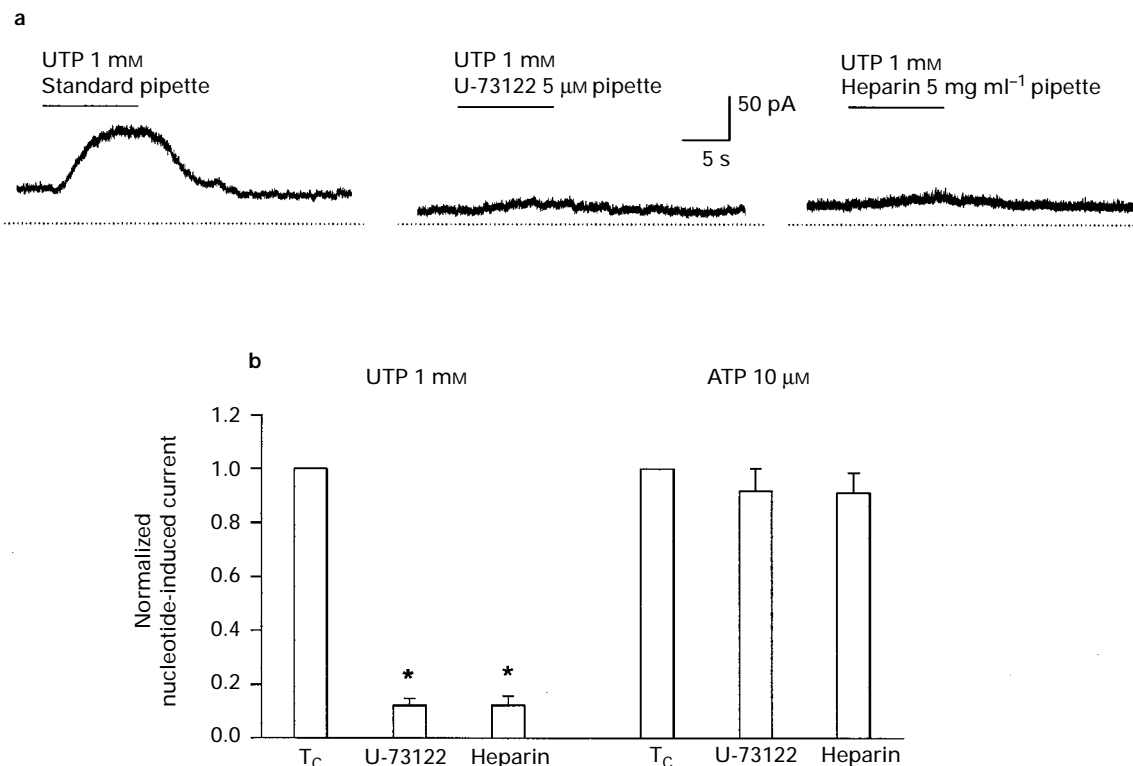 a
UTP 1 mM
Standard pipette
UTP 1 mM
U-73122 5 μM pipette
50 pA
5 s
UTP 1 mM
Heparin 5 mg ml⁻¹ pipette
b
UTP 1 mM
ATP 10 μM
Normalized
nucleotide-induced current
1.2
1.0
0.8
0.6
0.4
0.2
0.0
* *
TC U-73122 Heparin TC U-73122 Heparin